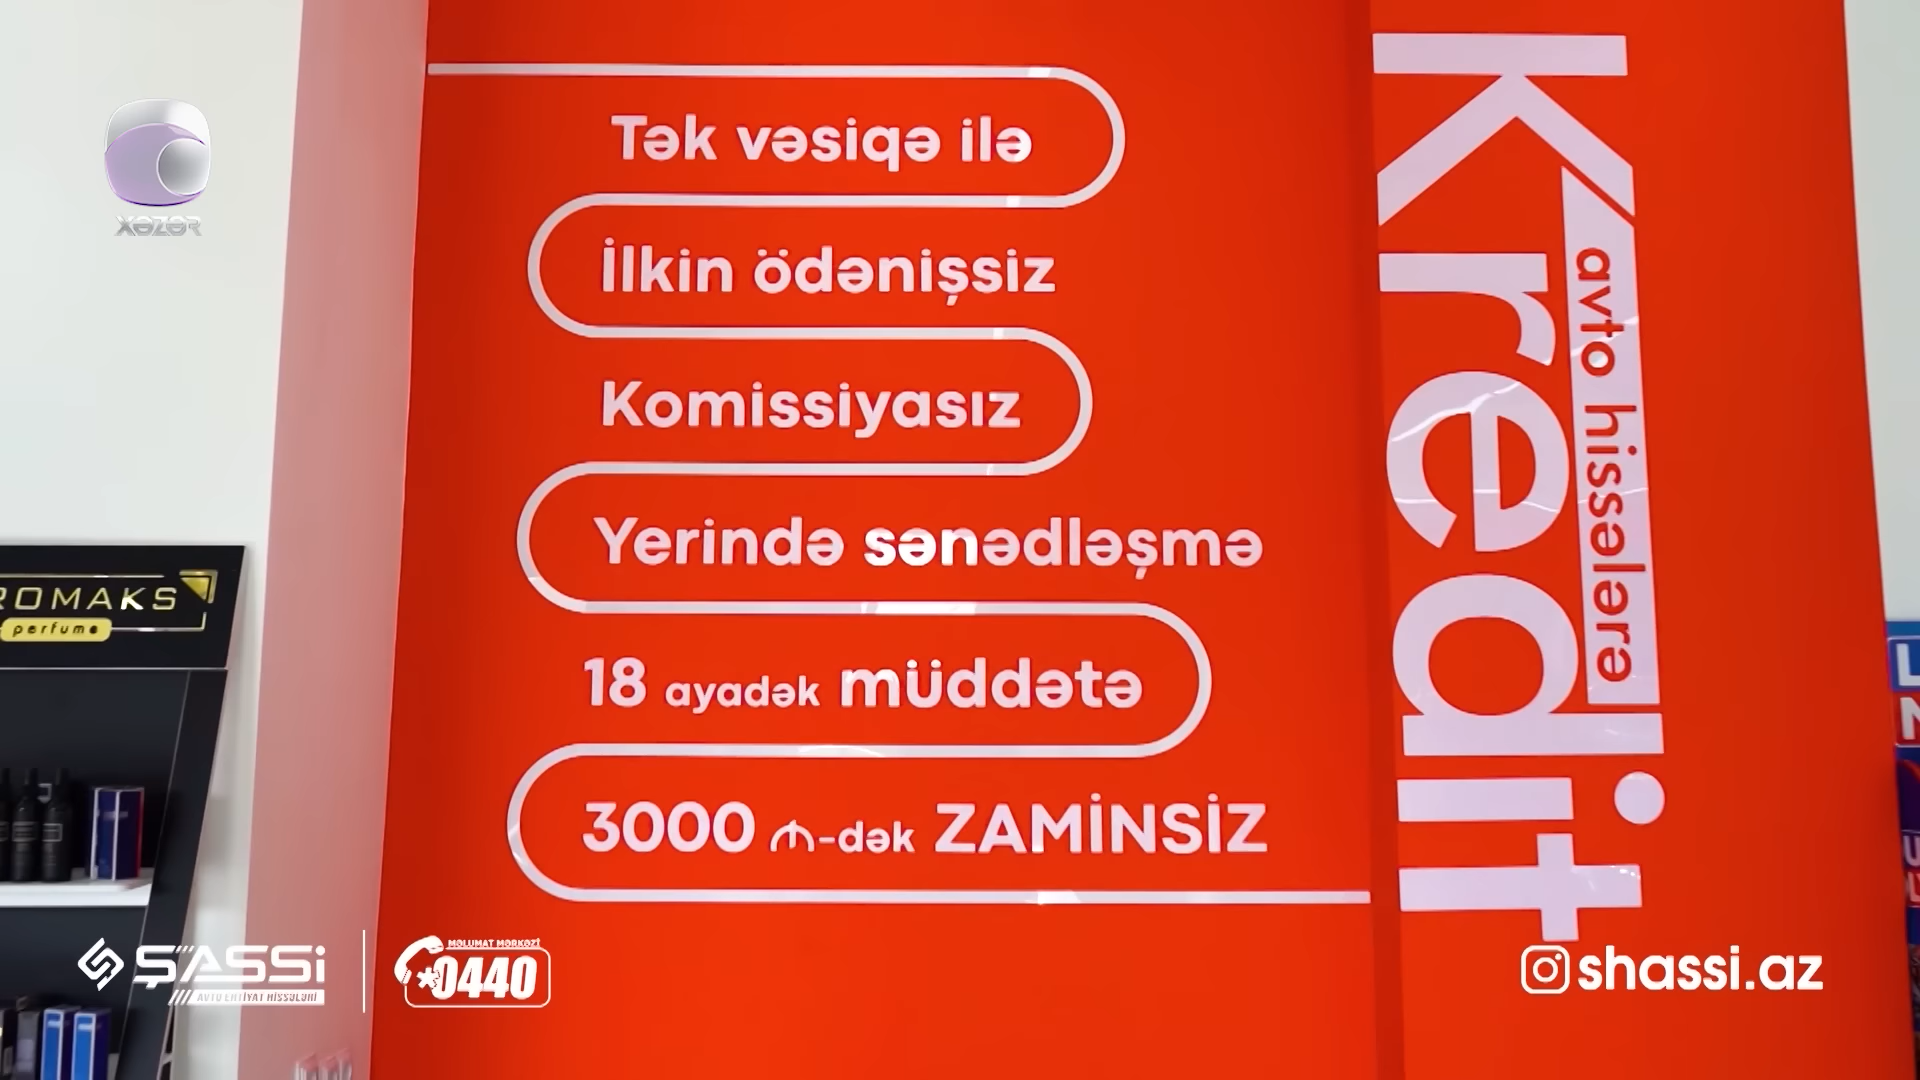 XəZəR
Tək vəsiqə ilə
İlkin ödənişsiz
Komissiyasız
Yerində sənədləşmə
18 ayadək müddətə
3000 ₼-dək ZAMİNSİZ
Kredit
avto hissələrə
ROMAKS
perfume
ŞASSi
AVTO EHTİYAT HİSSƏLƏRİ
MƏLUMAT MƏRKƏZİ
*0440
shassi.az